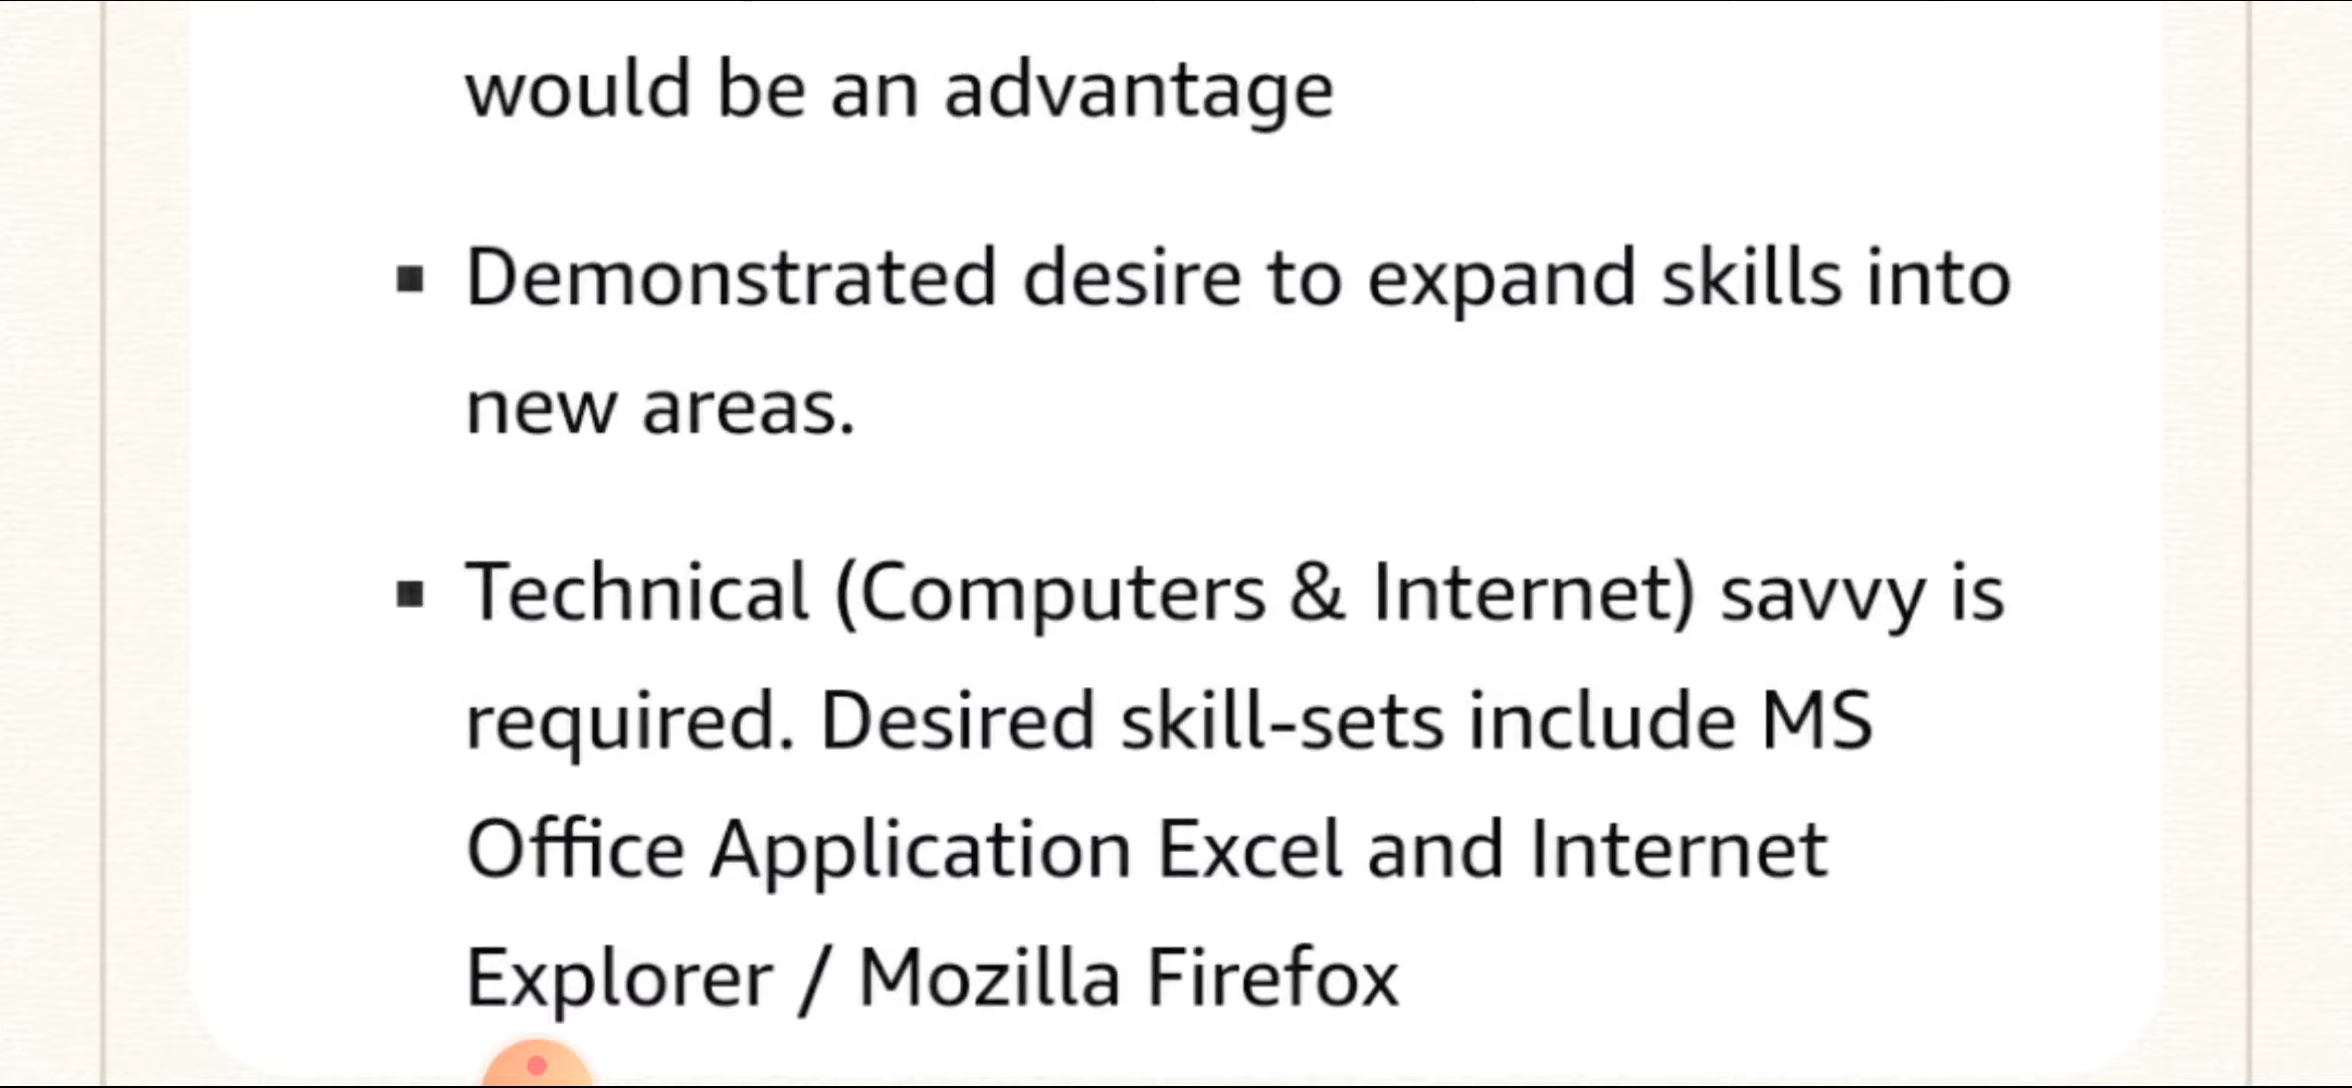 would be an advantage
▪ Demonstrated desire to expand skills into
new areas.
▪ Technical (Computers & Internet) savvy is
required. Desired skill-sets include MS
Office Application Excel and Internet
Explorer / Mozilla Firefox